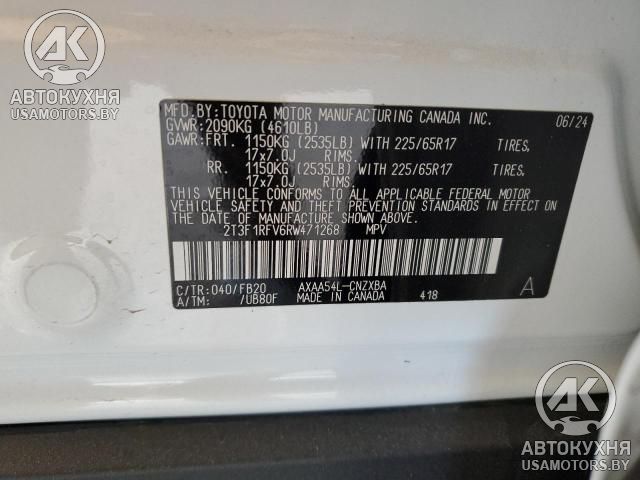 АК
АВТОКУХНЯ
USAMOTORS.BY
MFD.BY: TOYOTA MOTOR MANUFACTURING CANADA INC. 06/24
GVWR: 2090KG (4610LB)
GAWR: FRT. 1150KG (2535LB) WITH 225/65R17 TIRES.
17x7.0J RIMS.
RR. 1150KG (2535LB) WITH 225/65R17 TIRES.
17x7.0J RIMS.
THIS VEHICLE CONFORMS TO ALL APPLICABLE FEDERAL MOTOR
VEHICLE SAFETY AND THEFT PREVENTION STANDARDS IN EFFECT
ON THE DATE OF MANUFACTURE SHOWN ABOVE.
2T3F1RFV6RW471268 MPV
C/TR: 040/FB20 AXAA54L-CNZXBA
A/TM: /UB80F MADE IN CANADA 418 A
АК
АВТОКУХНЯ
USAMOTORS.BY